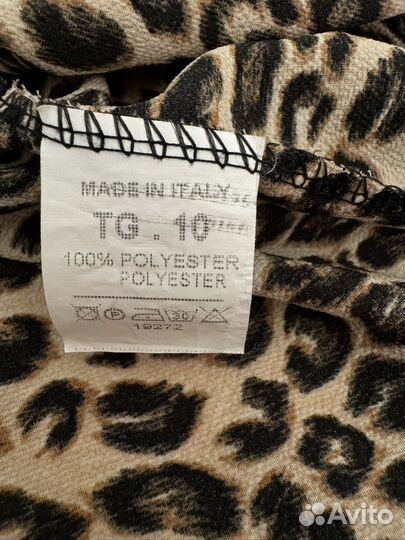 MADE IN ITALY
TG . 10
100% POLYESTER
POLYESTER
P 30
19272
Avito